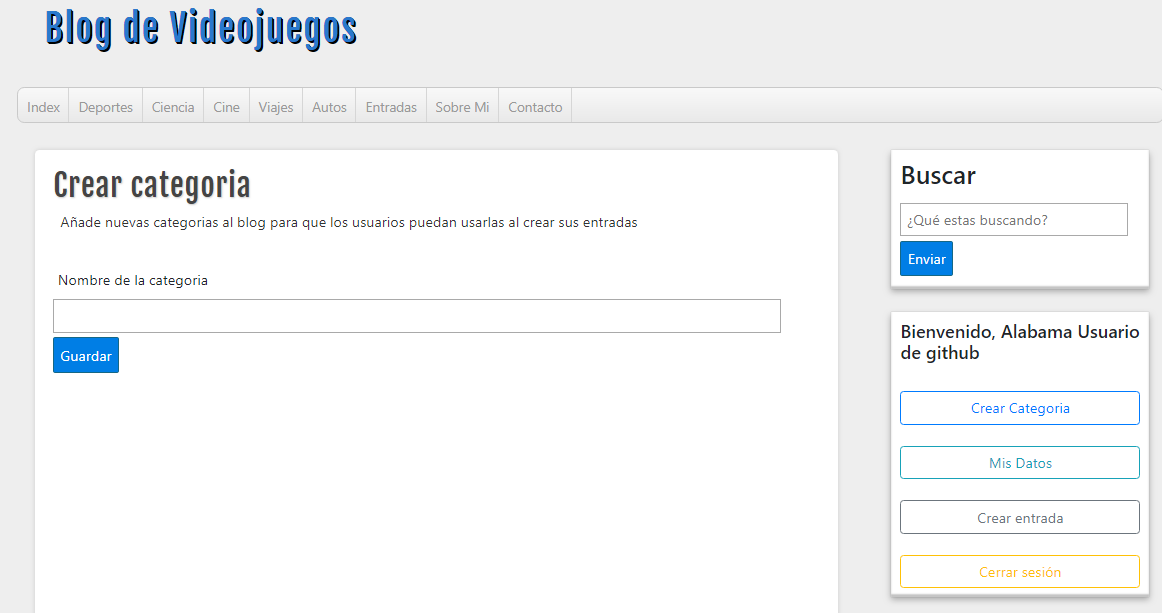 Blog de Videojuegos
Index Deportes Ciencia Cine Viajes Autos Entradas Sobre Mi Contacto
Crear categoria
Añade nuevas categorias al blog para que los usuarios puedan usarlas al crear sus entradas
Nombre de la categoria
Guardar
Buscar
¿Qué estas buscando?
Enviar
Bienvenido, Alabama Usuario
de github
Crear Categoria
Mis Datos
Crear entrada
Cerrar sesión